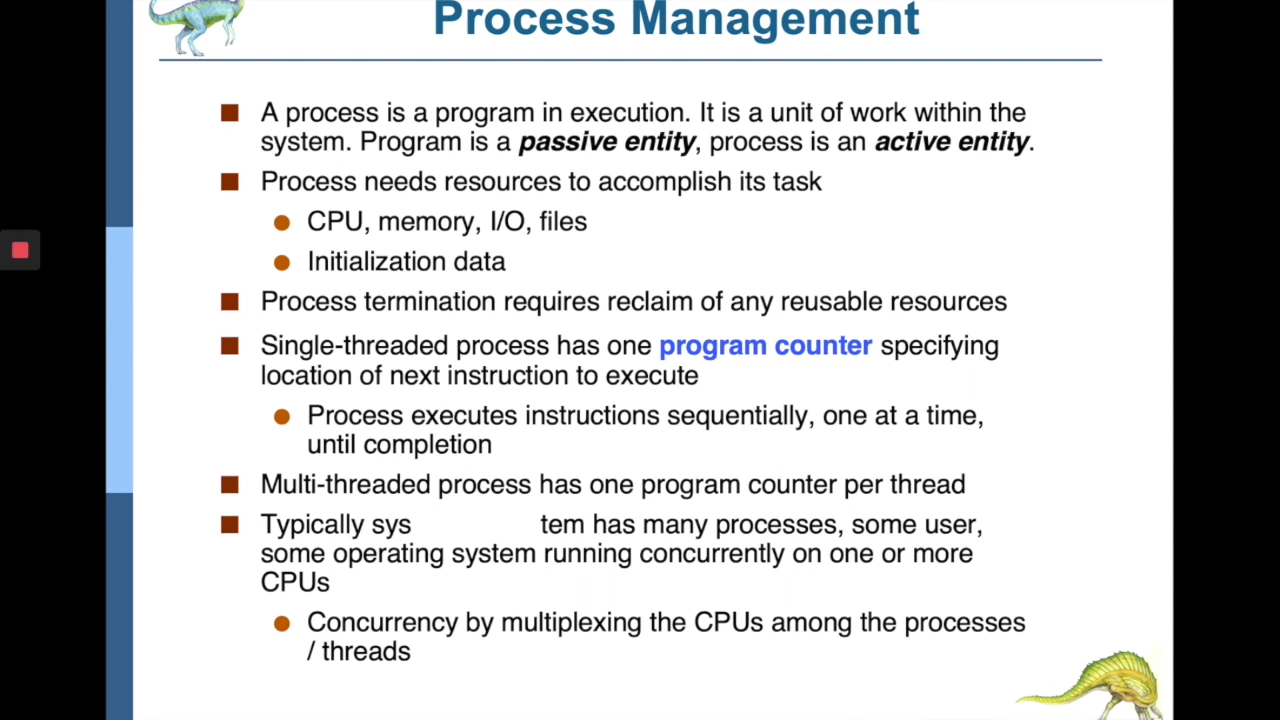 Process Management
A process is a program in execution. It is a unit of work within the
system. Program is a passive entity, process is an active entity.
Process needs resources to accomplish its task
CPU, memory, I/O, files
Initialization data
Process termination requires reclaim of any reusable resources
Single-threaded process has one program counter specifying
location of next instruction to execute
Process executes instructions sequentially, one at a time,
until completion
Multi-threaded process has one program counter per thread
Typically sys tem has many processes, some user,
some operating system running concurrently on one or more
CPUs
Concurrency by multiplexing the CPUs among the processes
/ threads